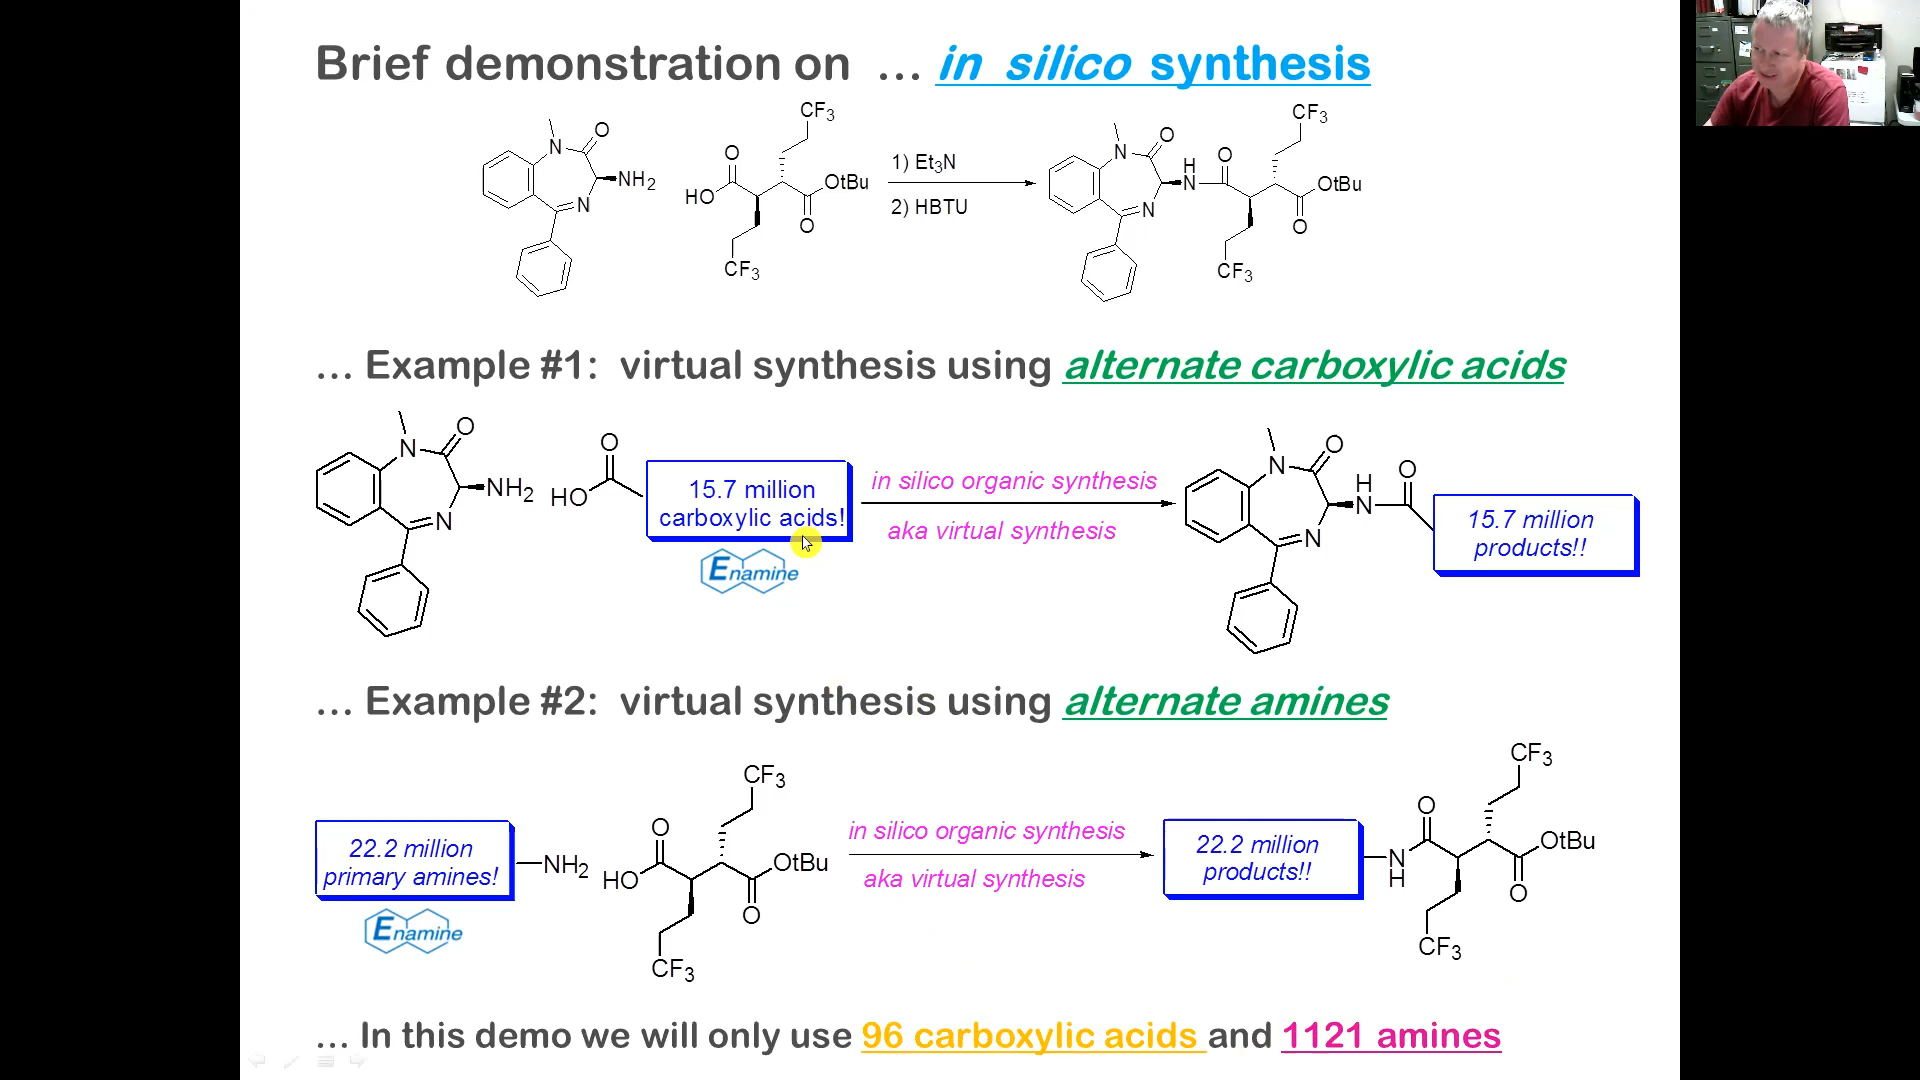 Brief demonstration on ... in silico synthesis
N
O
NH2
N
O
HO
CF3
OtBu
O
CF3
1) Et3N
2) HBTU
N
O
H
N
N
O
CF3
OtBu
O
CF3
... Example #1: virtual synthesis using alternate carboxylic acids
N
O
NH2
N
O
HO
15.7 million
carboxylic acids!
Enamine
in silico organic synthesis
aka virtual synthesis
N
O
H
N
N
O
15.7 million
products!!
... Example #2: virtual synthesis using alternate amines
22.2 million
primary amines!
NH2
Enamine
O
HO
CF3
OtBu
O
CF3
in silico organic synthesis
aka virtual synthesis
22.2 million
products!!
N
H
O
CF3
OtBu
O
CF3
... In this demo we will only use 96 carboxylic acids and 1121 amines